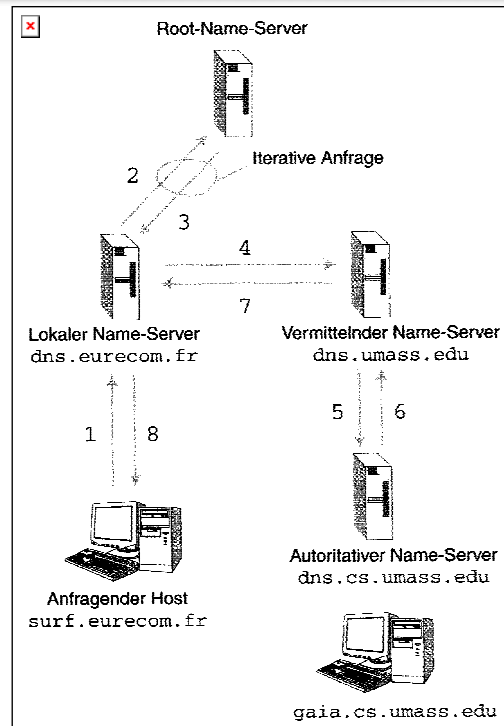 Root-Name-Server
Iterative Anfrage
2
3
4
7
Lokaler Name-Server
dns.eurecom.fr
Vermittelnder Name-Server
dns.umass.edu
1
8
5
6
Anfragender Host
surf.eurecom.fr
Autoritativer Name-Server
dns.cs.umass.edu
gaia.cs.umass.edu